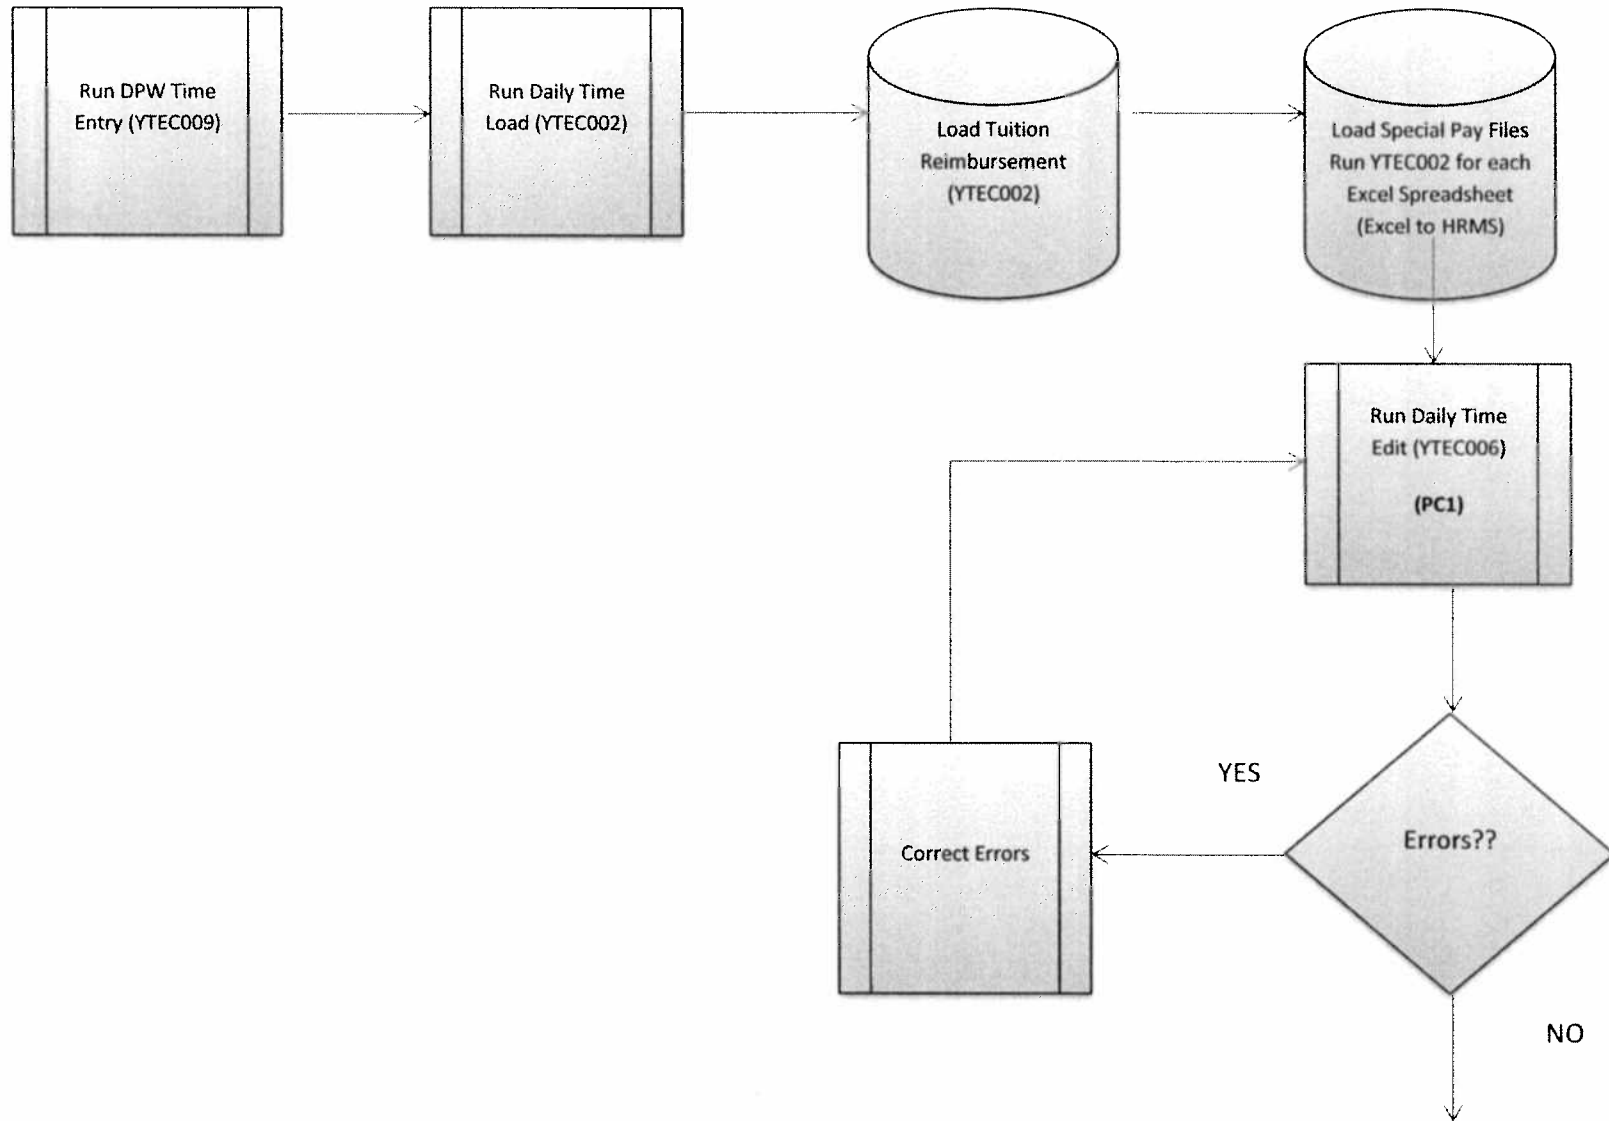 Run DPW Time
Entry (YTEC009)
Run Daily Time
Load (YTEC002)
Load Tuition
Reimbursement
(YTEC002)
Load Special Pay Files
Run YTEC002 for each
Excel Spreadsheet
(Excel to HRMS)
Run Daily Time
Edit (YTEC006)
(PC1)
YES
Errors??
Correct Errors
NO